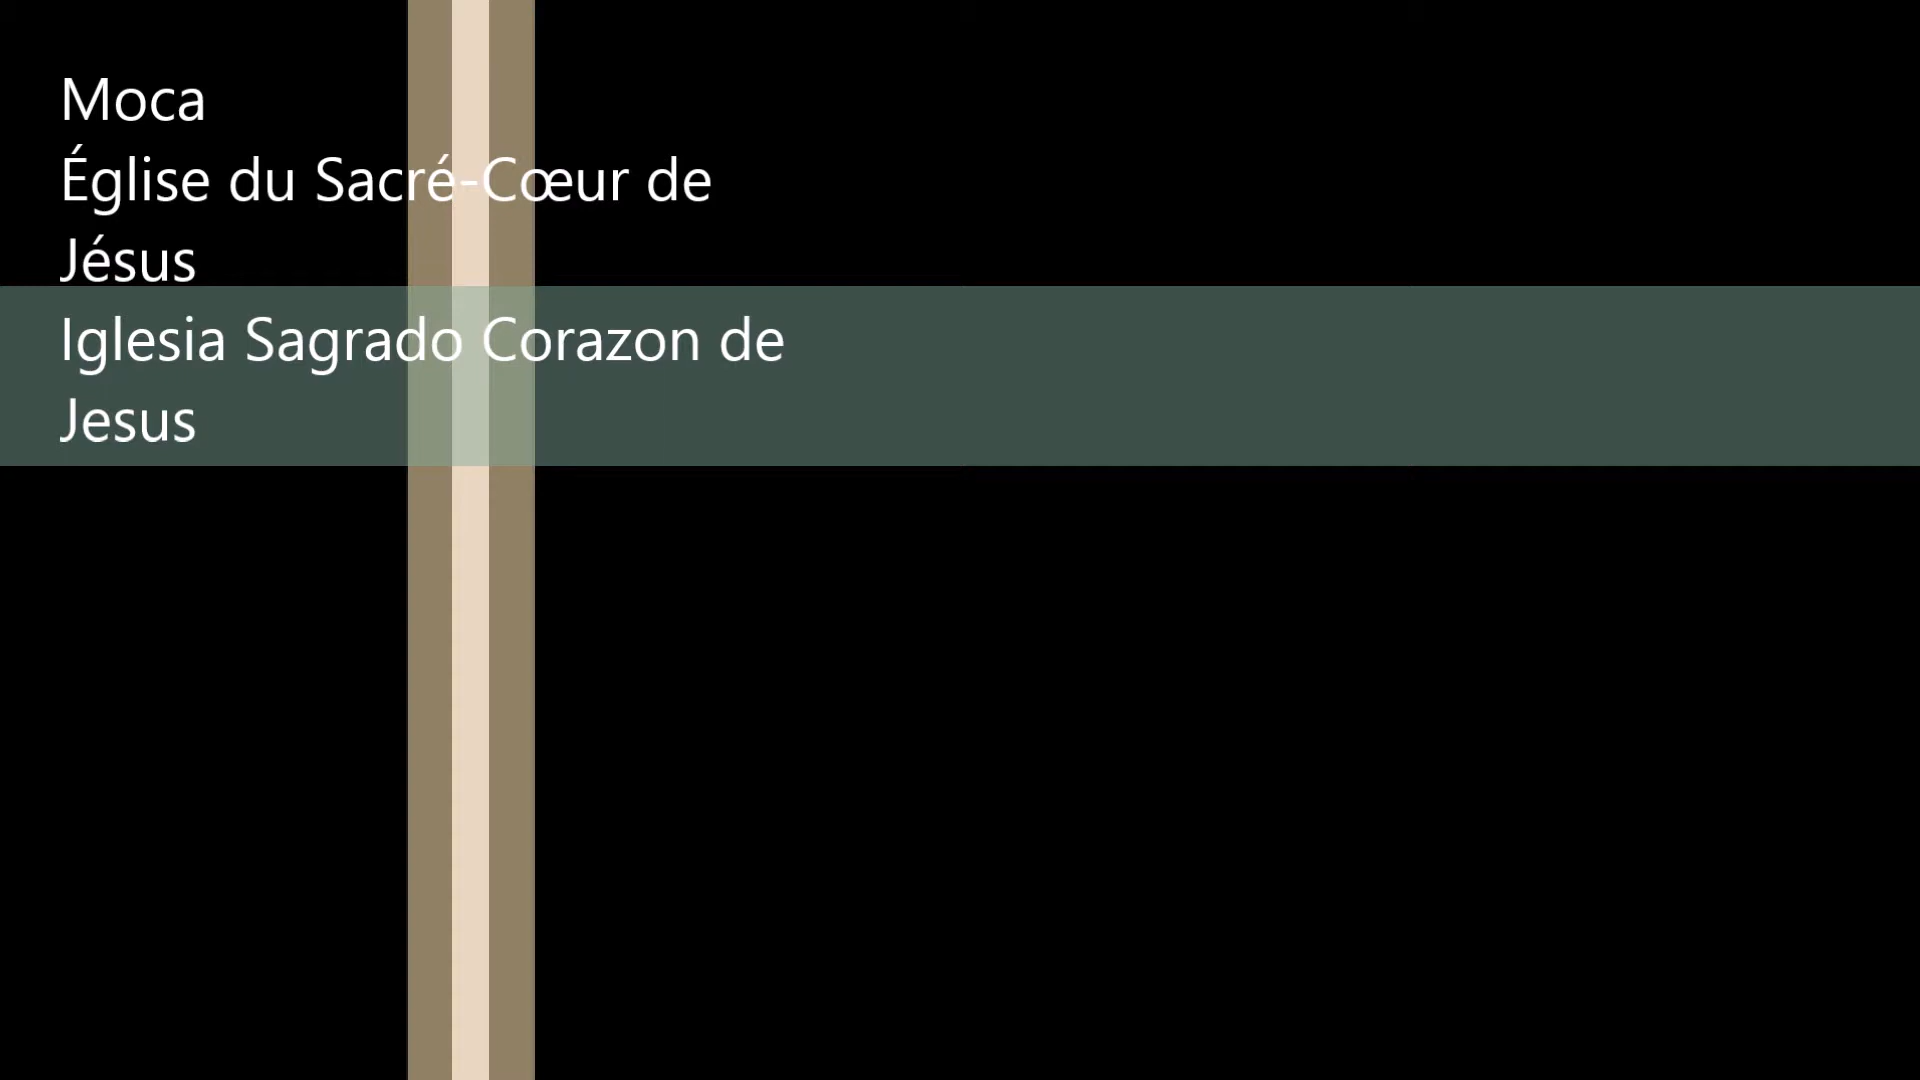 Moca
Église du Sacré-Cœur de
Jésus
Iglesia Sagrado Corazon de
Jesus